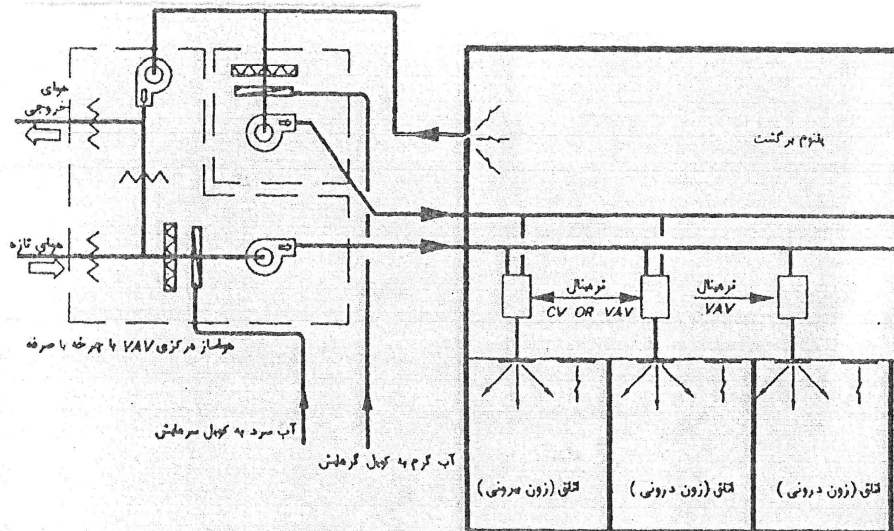 هوای
خروجی
پلنوم برگشت
هوای تازه
ترمینال
CV OR VAV
ترمینال
VAV
هواساز مرکزی VAV با چرخه با صرفه
آب سرد به کویل سرمایش
آب گرم به کویل گرمایش
اتاق (زون بیرونی)
اتاق (زون درونی)
اتاق (زون درونی)